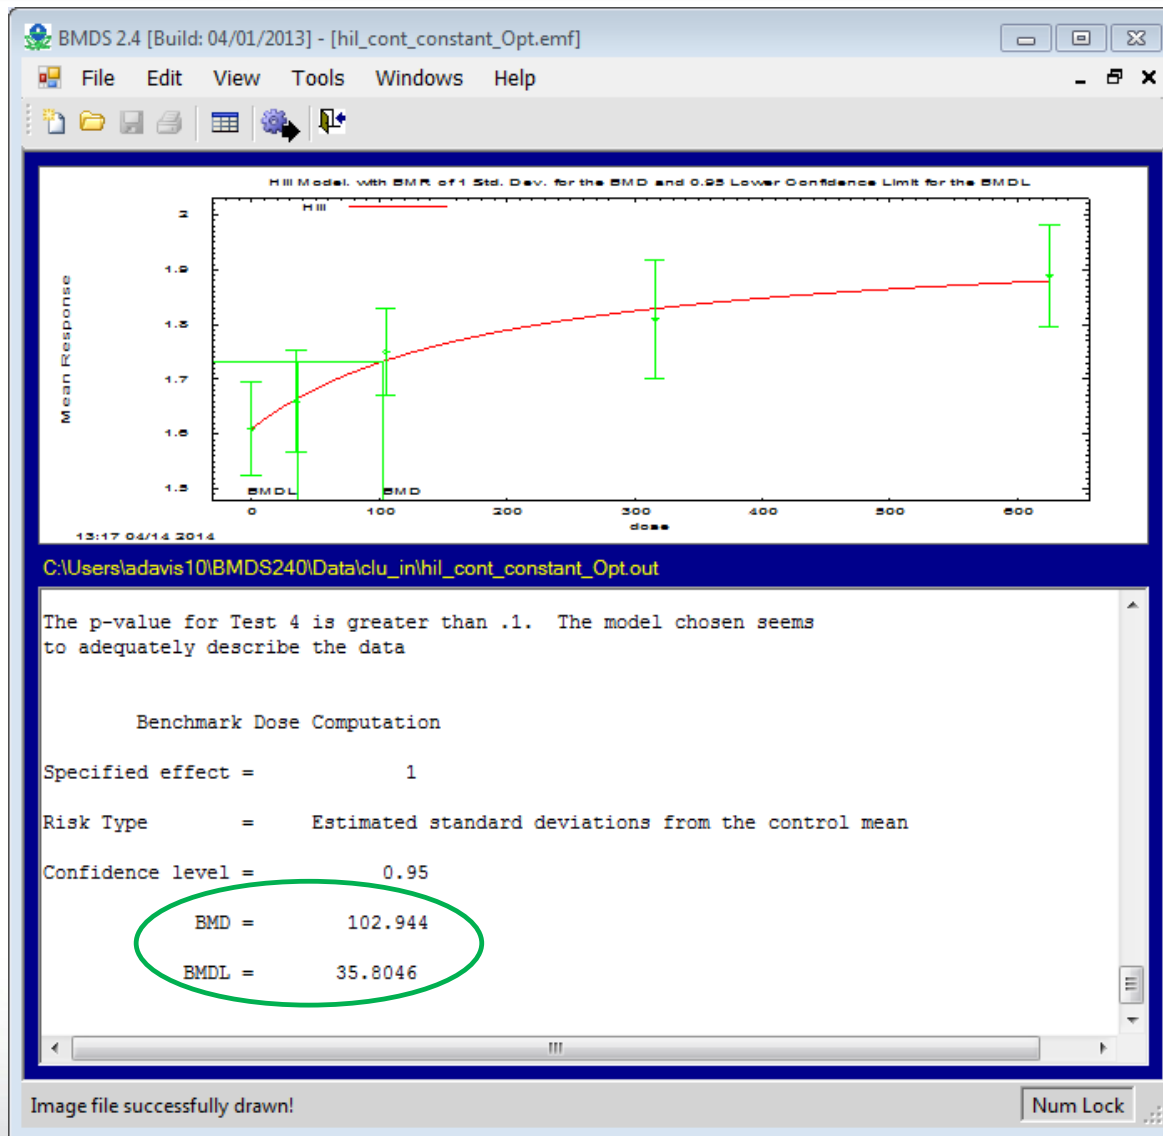 BMDS 2.4 [Build: 04/01/2013] - [hil_cont_constant_Opt.emf]
File Edit View Tools Windows Help
Hill Model, with BMR of 1 Std. Dev. for the BMD and 0.95 Lower Confidence Limit for the BMDL
Hill
Mean Response
2
1.9
1.8
1.7
1.6
1.5
BMDL BMD
0 100 200 300 400 500 600
dose
13:17 04/14 2014
C:\Users\adavis10\BMDS240\Data\clu_in\hil_cont_constant_Opt.out
The p-value for Test 4 is greater than .1. The model chosen seems
to adequately describe the data
Benchmark Dose Computation
Specified effect = 1
Risk Type = Estimated standard deviations from the control mean
Confidence level = 0.95
BMD = 102.944
BMDL = 35.8046
Image file successfully drawn! Num Lock